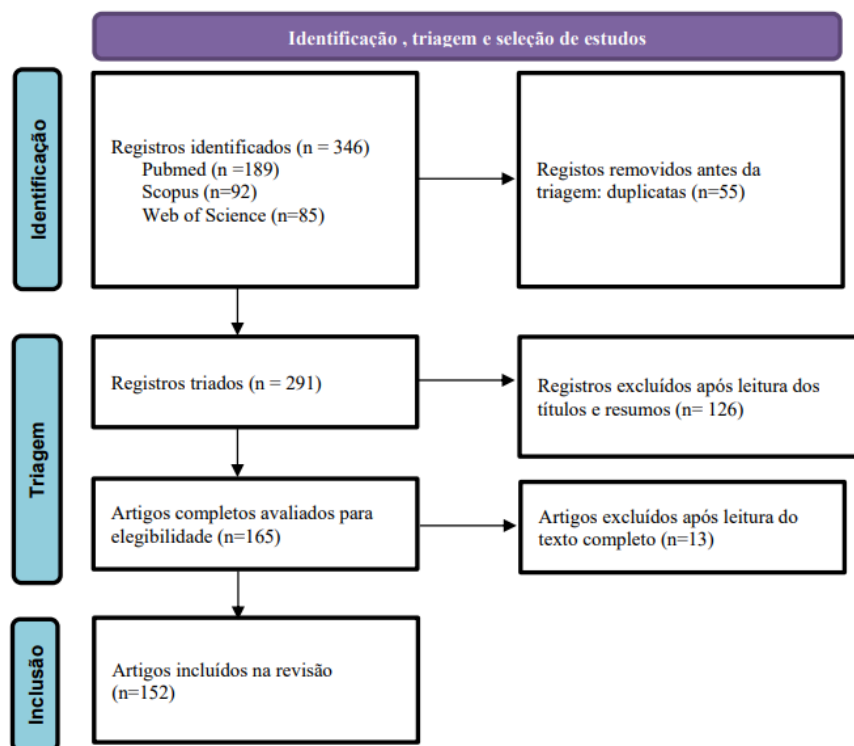 Identificação , triagem e seleção de estudos
Identificação
Registros identificados (n = 346)
Pubmed (n =189)
Scopus (n=92)
Web of Science (n=85)
Registos removidos antes da
triagem: duplicatas (n=55)
Triagem
Registros triados (n = 291)
Registros excluídos após leitura dos
títulos e resumos (n= 126)
Artigos completos avaliados para
elegibilidade (n=165)
Artigos excluídos após leitura do
texto completo (n=13)
Inclusão
Artigos incluídos na revisão
(n=152)